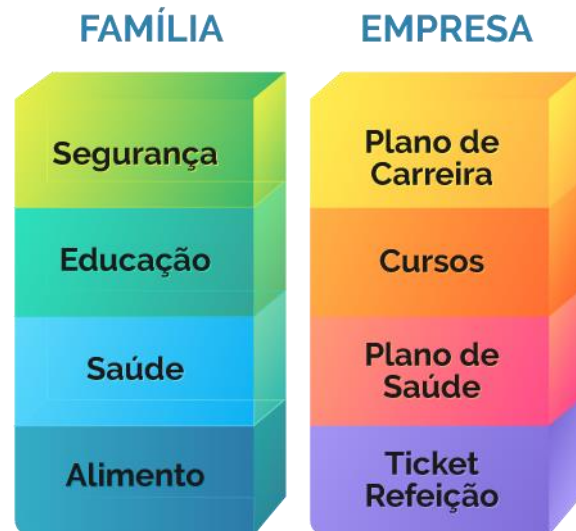 FAMÍLIA
Segurança
Educação
Saúde
Alimento
EMPRESA
Plano de
Carreira
Cursos
Plano de
Saúde
Ticket
Refeição